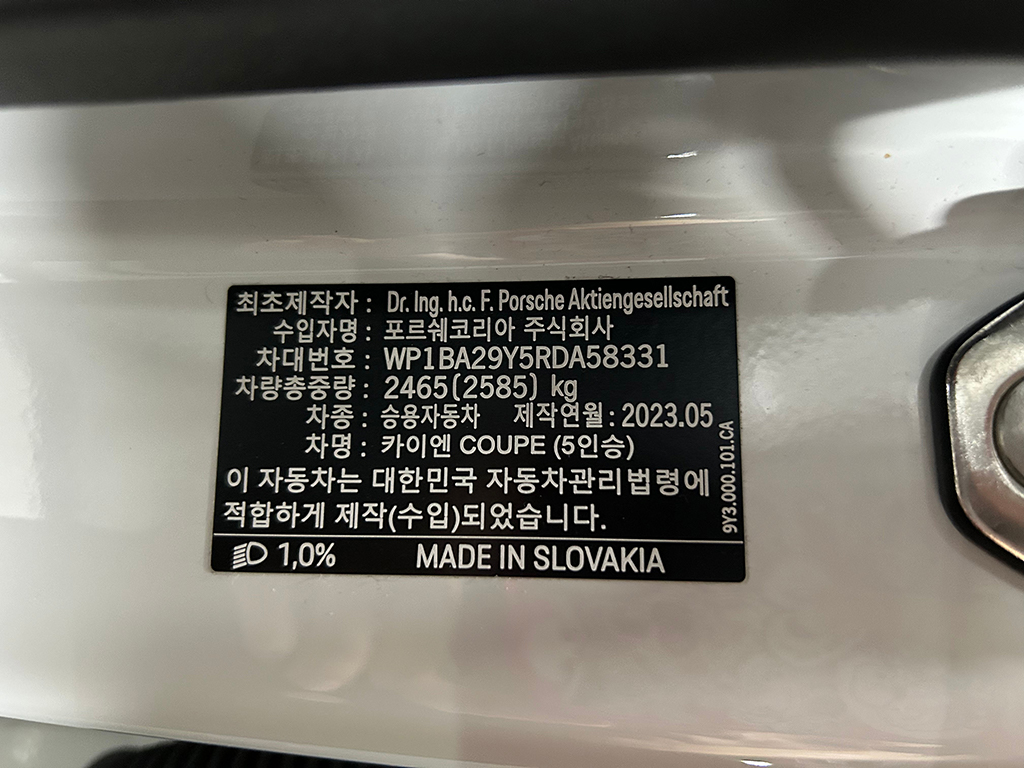 최초제작자 : Dr. Ing. h.c. F. Porsche Aktiengesellschaft
수입자명 : 포르쉐코리아 주식회사
차대번호 : WP1BA29Y5RDA58331
차량총중량 : 2465(2585) kg
차종 : 승용자동차 제작연월 : 2023.05
차명 : 카이엔 COUPE (5인승)
이 자동차는 대한민국 자동차관리법령에
적합하게 제작(수입)되었습니다.
9Y3.000.101.CA
1,0% MADE IN SLOVAKIA